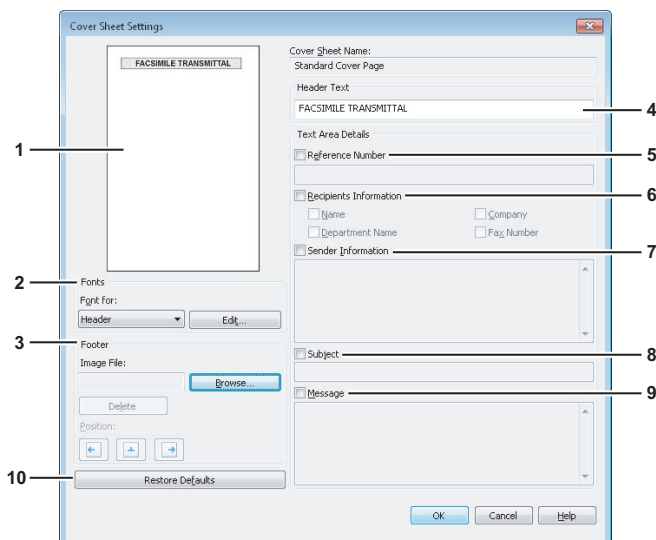 Cover Sheet Settings
FACSIMILE TRANSMITTAL
Cover Sheet Name:
Standard Cover Page
Header Text
FACSIMILE TRANSMITTAL
4
Text Area Details
1
Reference Number
5
Recipients Information
6
Name
Company
Department Name
Fax Number
Sender Information
7
2
Fonts
Font for:
Header
Edit...
3
Footer
Image File:
Browse...
Delete
Position:
Subject
8
Message
9
10
Restore Defaults
OK
Cancel
Help